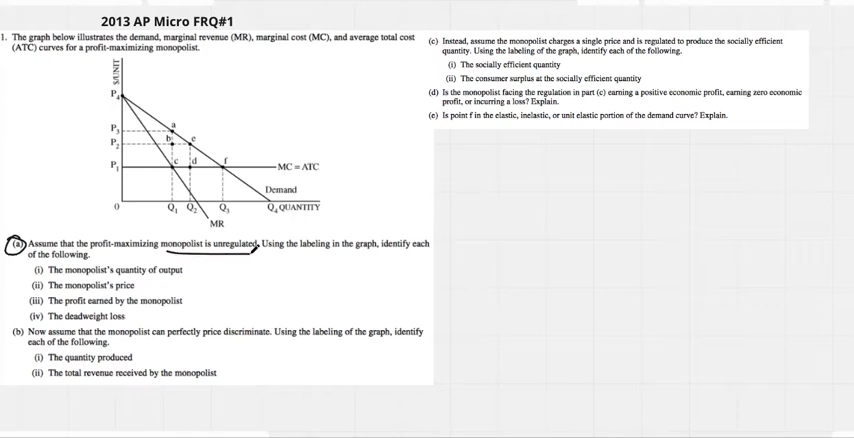 2013 AP Micro FRQ#1
1. The graph below illustrates the demand, marginal revenue (MR), marginal cost (MC), and average total cost
(ATC) curves for a profit-maximizing monopolist.
$/UNIT
P4
P3
P2
P1
a
b
e
c
d
f
MC = ATC
Demand
0
Q1
Q2
Q3
Q4 QUANTITY
MR
(a) Assume that the profit-maximizing monopolist is unregulated. Using the labeling in the graph, identify each
of the following.
(i) The monopolist's quantity of output
(ii) The monopolist's price
(iii) The profit earned by the monopolist
(iv) The deadweight loss
(b) Now assume that the monopolist can perfectly price discriminate. Using the labeling of the graph, identify
each of the following.
(i) The quantity produced
(ii) The total revenue received by the monopolist
(c) Instead, assume the monopolist charges a single price and is regulated to produce the socially efficient
quantity. Using the labeling of the graph, identify each of the following.
(i) The socially efficient quantity
(ii) The consumer surplus at the socially efficient quantity
(d) Is the monopolist facing the regulation in part (c) earning a positive economic profit, earning zero economic
profit, or incurring a loss? Explain.
(e) Is point f in the elastic, inelastic, or unit elastic portion of the demand curve? Explain.